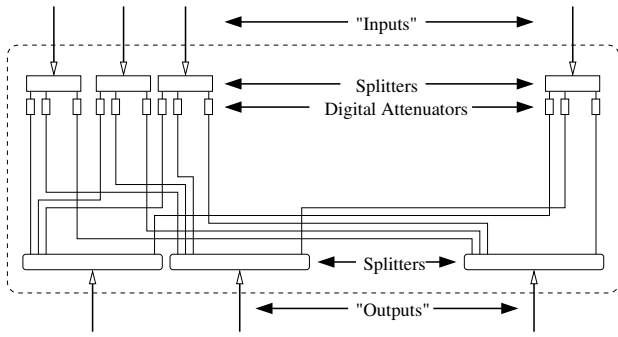 "Inputs"
Splitters
Digital Attenuators
Splitters
"Outputs"